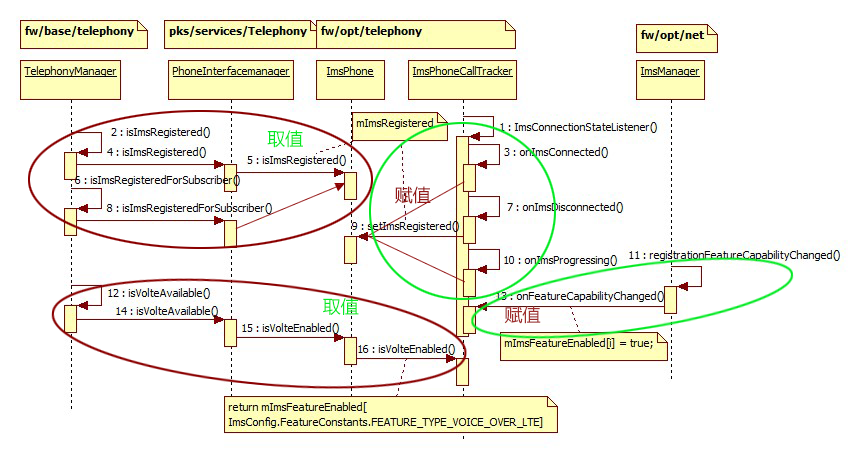 fw/base/telephony
pks/services/Telephony
fw/opt/telephony
fw/opt/net
TelephonyManager
PhoneInterfacemanager
ImsPhone
ImsPhoneCallTracker
ImsManager
mImsRegistered
1 : ImsConnectionStateListener()
2 : isImsRegistered()
取值
3 : onImsConnected()
4 : isImsRegistered()
5 : isImsRegistered()
6 : isImsRegisteredForSubscriber()
赋值
7 : onImsDisconnected()
8 : isImsRegisteredForSubscriber()
9 : setImsRegistered()
10 : onImsProgressing()
11 : registrationFeatureCapabilityChanged()
12 : isVolteAvailable()
13 : onFeatureCapabilityChanged()
取值
14 : isVolteAvailable()
赋值
15 : isVolteEnabled()
mImsFeatureEnabled[i] = true;
16 : isVolteEnabled()
return mImsFeatureEnabled[
ImsConfig.FeatureConstants.FEATURE_TYPE_VOICE_OVER_LTE]